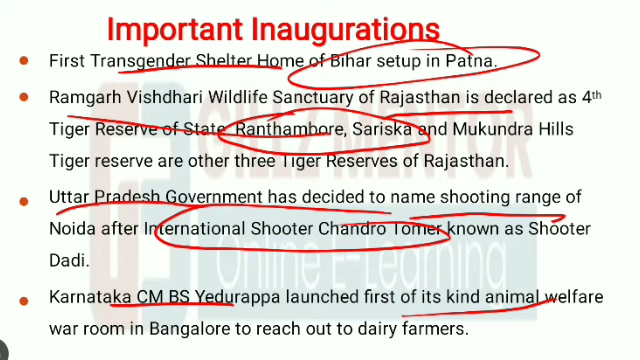 Important Inaugurations
First Transgender Shelter Home of Bihar setup in Patna.
Ramgarh Vishdhari Wildlife Sanctuary of Rajasthan is declared as 4th
Tiger Reserve of State. Ranthambore, Sariska and Mukundra Hills
Tiger reserve are other three Tiger Reserves of Rajasthan.
Uttar Pradesh Government has decided to name shooting range of
Noida after International Shooter Chandro Tomer known as Shooter
Dadi.
Karnataka CM BS Yedurappa launched first of its kind animal welfare
war room in Bangalore to reach out to dairy farmers.
Online E-Learning